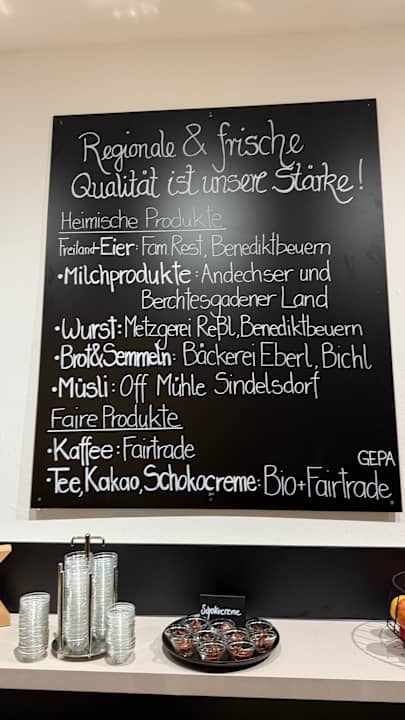 Regionale & frische
Qualität ist unsere Stärke!
Heimische Produkte
Freiland-Eier: Fam. Rest, Benediktbeuern
•Milchprodukte: Andechser und
Berchtesgadener Land
•Wurst: Metzgerei Reßl, Benediktbeuern
•Brot&Semmeln: Bäckerei Eberl, Bichl
•Müsli: Off Mühle Sindelsdorf
Faire Produkte
•Kaffee: Fairtrade
GEPA
•Tee, Kakao, Schokocreme: Bio+Fairtrade
Schokocreme